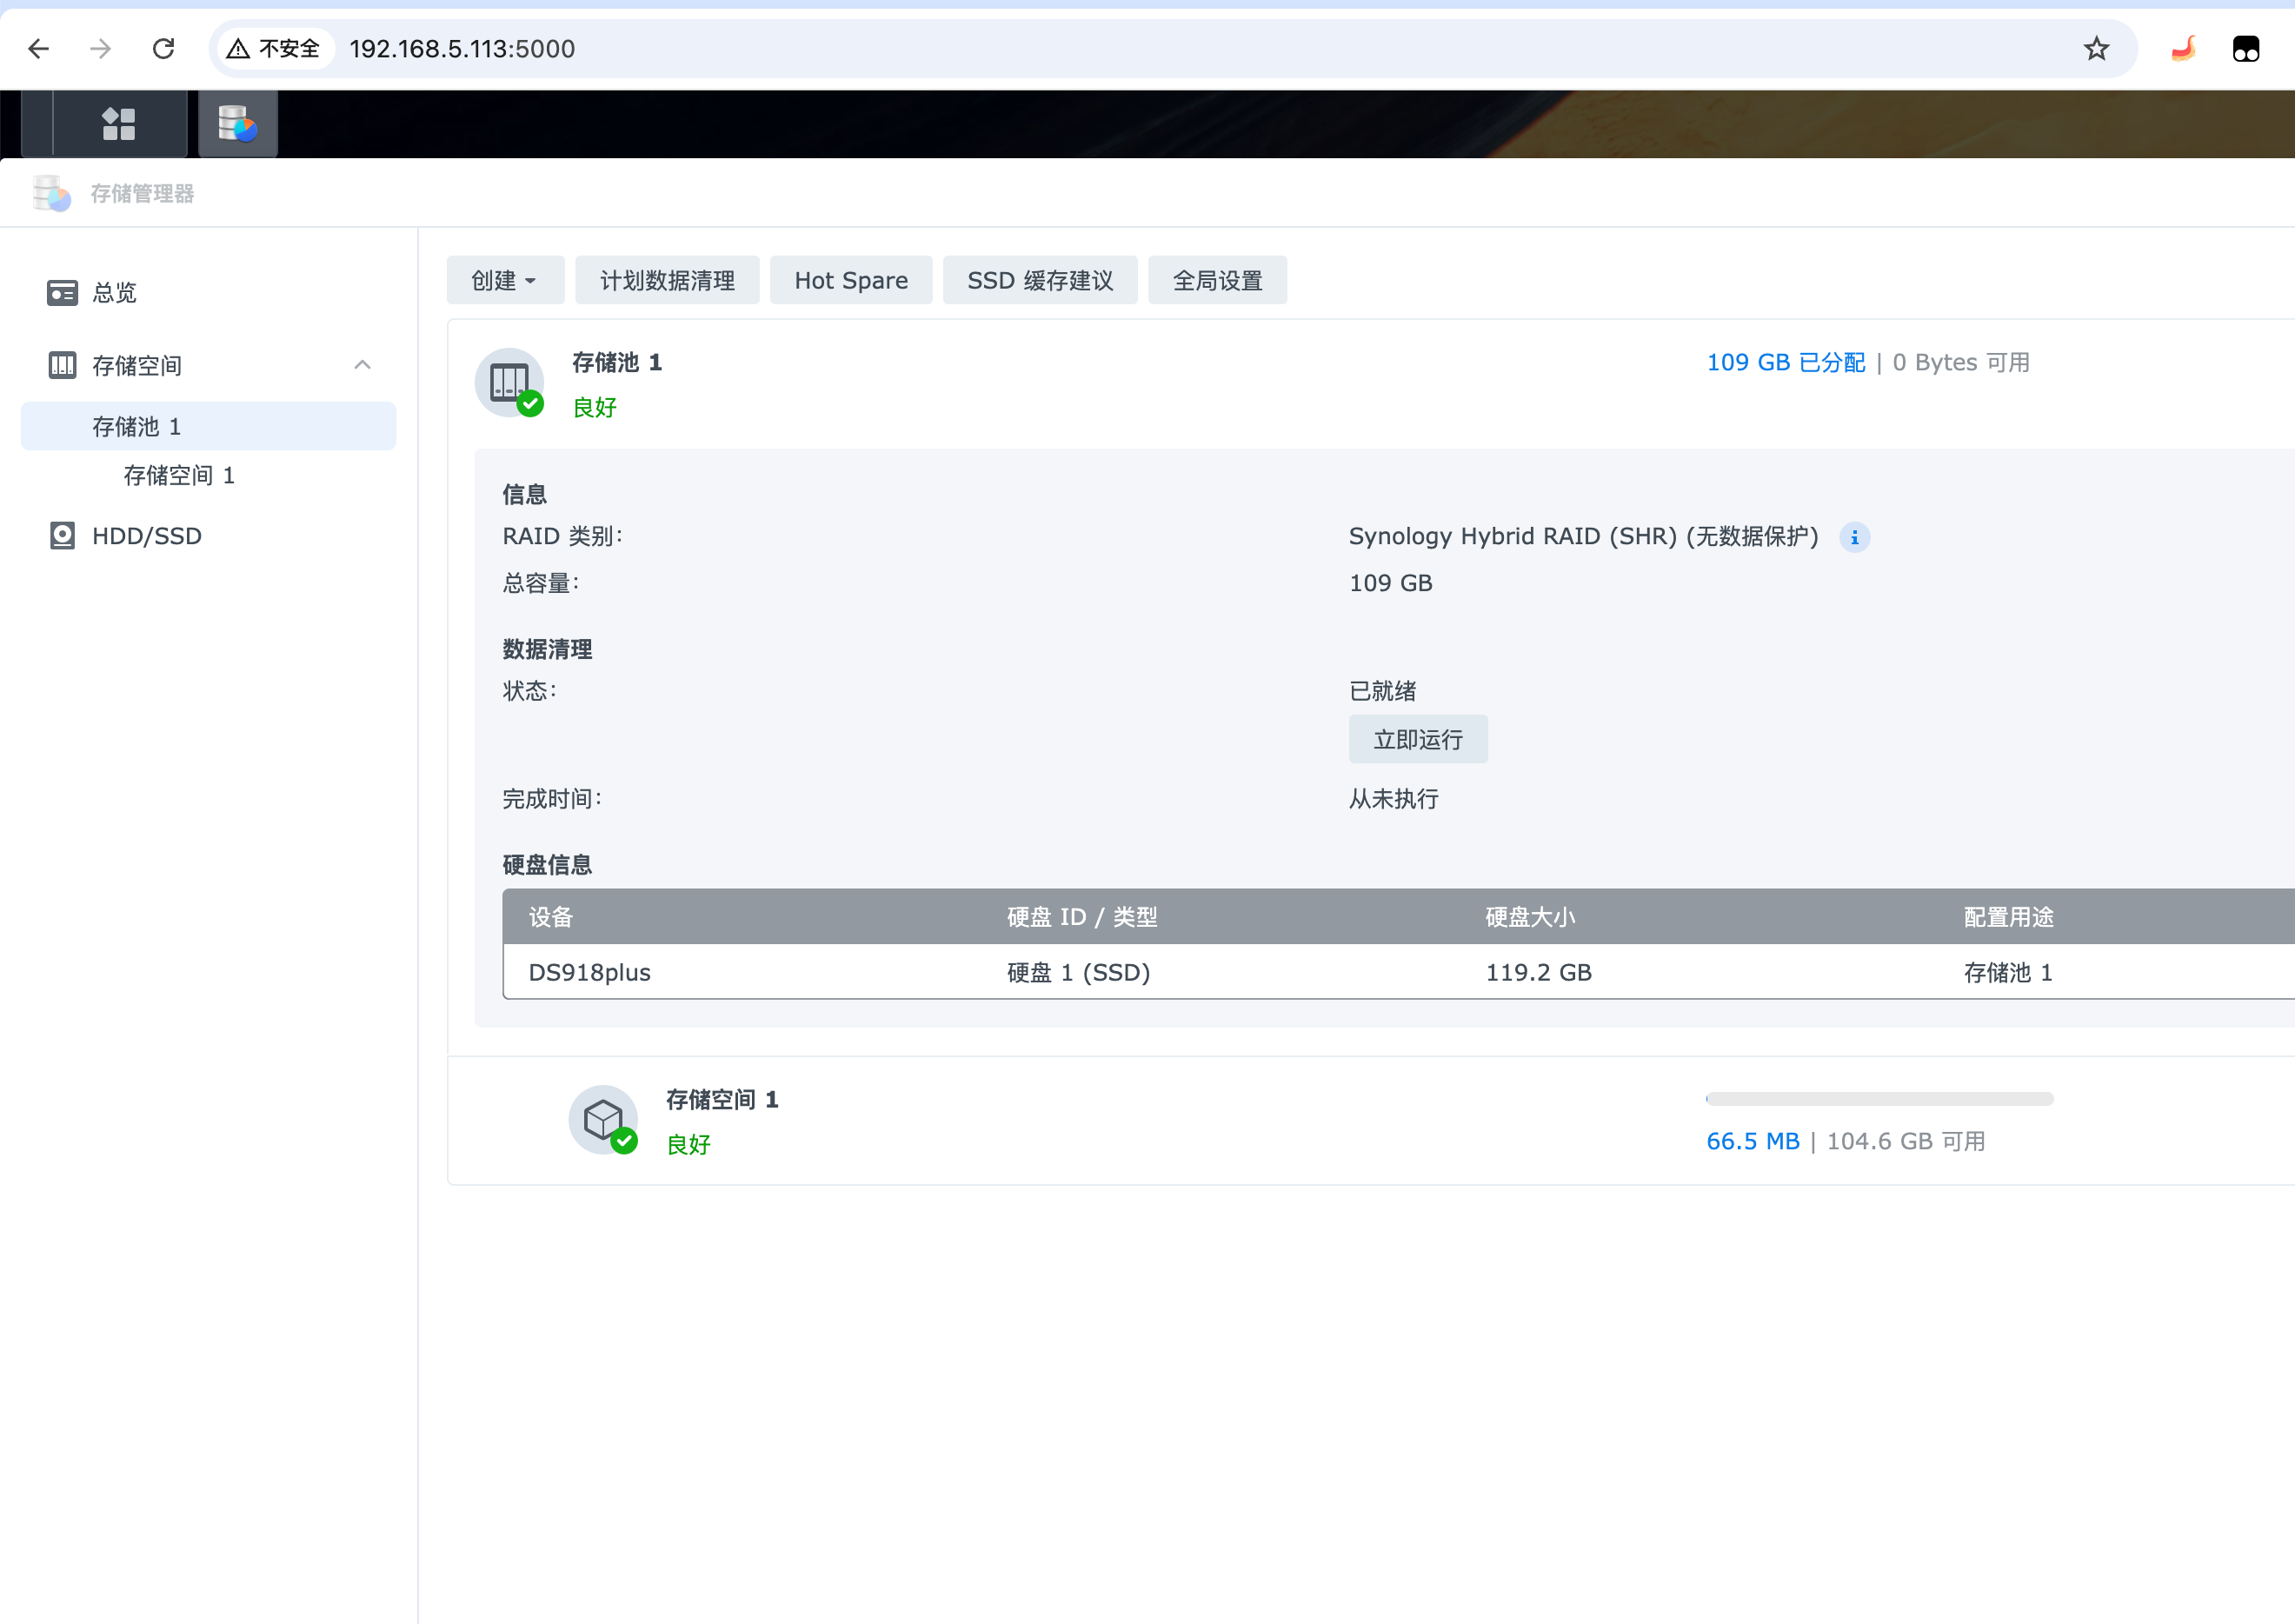 不安全 192.168.5.113:5000
存储管理器
总览
存储空间
存储池 1
存储空间 1
HDD/SSD
创建 计划数据清理 Hot Spare SSD 缓存建议 全局设置
存储池 1
良好
109 GB 已分配 | 0 Bytes 可用
信息
RAID 类别: Synology Hybrid RAID (SHR) (无数据保护)
总容量: 109 GB
数据清理
状态: 已就绪
立即运行
完成时间: 从未执行
硬盘信息
设备 硬盘 ID / 类型 硬盘大小 配置用途
DS918plus 硬盘 1 (SSD) 119.2 GB 存储池 1
存储空间 1
良好
66.5 MB | 104.6 GB 可用